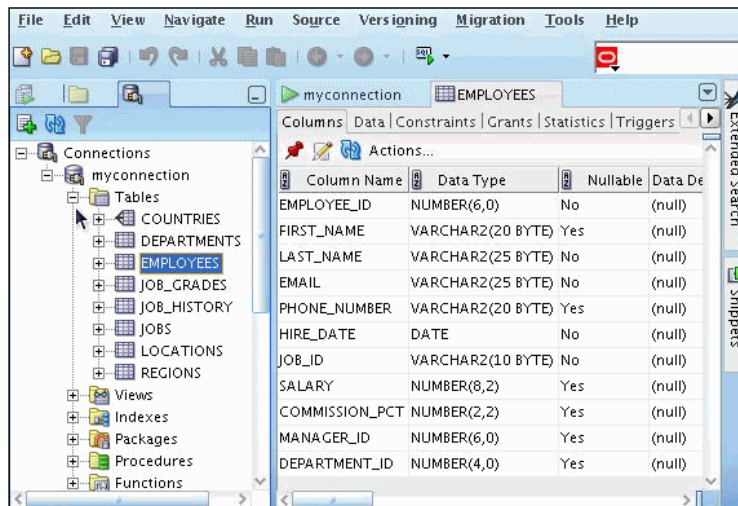 File Edit View Navigate Run Source Versioning Migration Tools Help
SQL
myconnection EMPLOYEES
Columns Data Constraints Grants Statistics Triggers
Actions...
Connections
myconnection
Tables
COUNTRIES
DEPARTMENTS
EMPLOYEES
JOB_GRADES
JOB_HISTORY
JOBS
LOCATIONS
REGIONS
Views
Indexes
Packages
Procedures
Functions
Column Name Data Type Nullable Data De
EMPLOYEE_ID NUMBER(6,0) No (null)
FIRST_NAME VARCHAR2(20 BYTE) Yes (null)
LAST_NAME VARCHAR2(25 BYTE) No (null)
EMAIL VARCHAR2(25 BYTE) No (null)
PHONE_NUMBER VARCHAR2(20 BYTE) Yes (null)
HIRE_DATE DATE No (null)
JOB_ID VARCHAR2(10 BYTE) No (null)
SALARY NUMBER(8,2) Yes (null)
COMMISSION_PCT NUMBER(2,2) Yes (null)
MANAGER_ID NUMBER(6,0) Yes (null)
DEPARTMENT_ID NUMBER(4,0) Yes (null)
Extended Search
Snippets